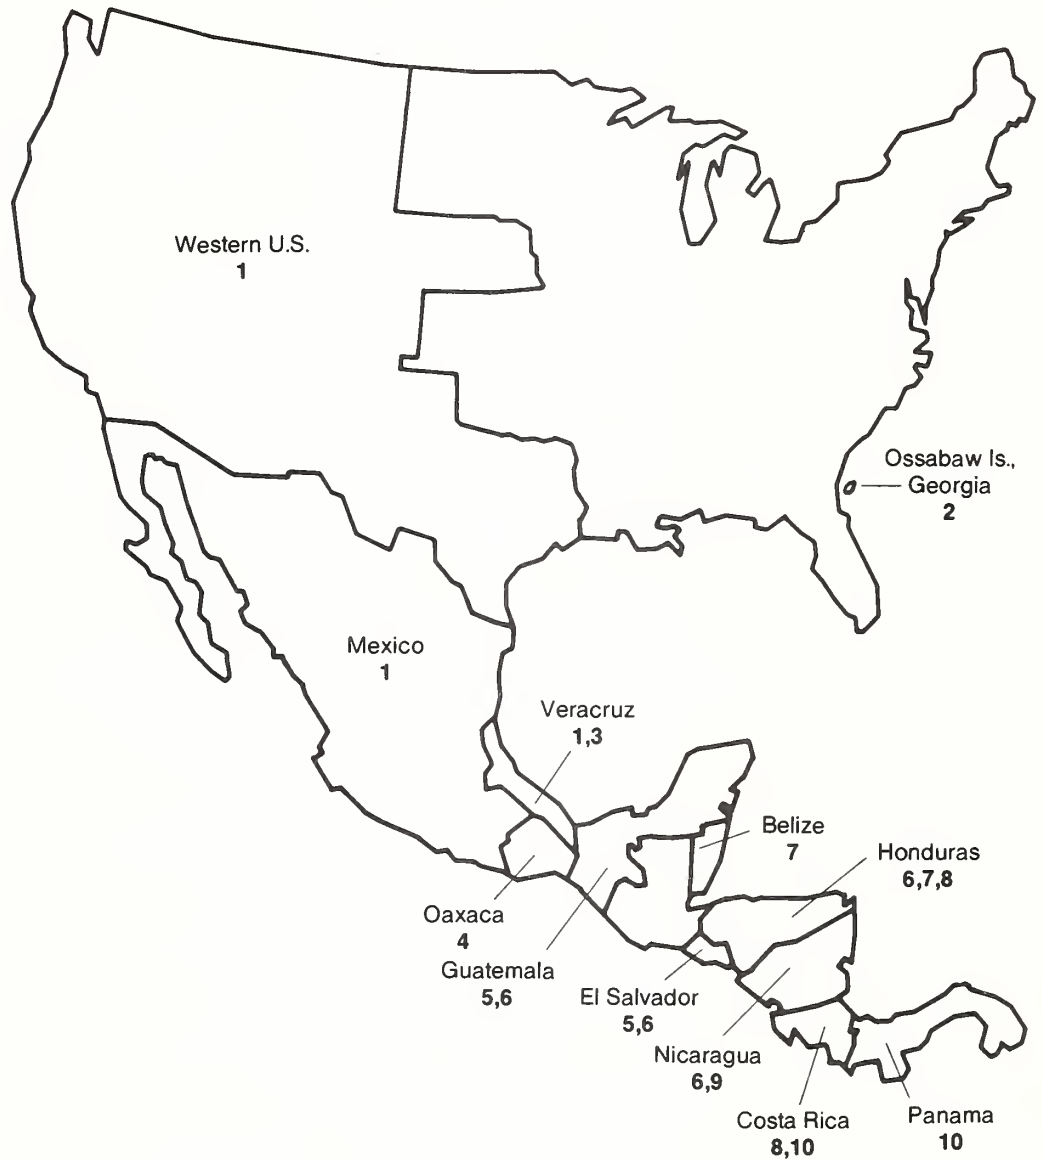 Western U.S.
1
Ossabaw Is.,
Georgia
2
Mexico
1
Veracruz
1,3
Belize
7
Honduras
6,7,8
Oaxaca
4
Guatemala
5,6
El Salvador
5,6
Nicaragua
6,9
Costa Rica
8,10
Panama
10